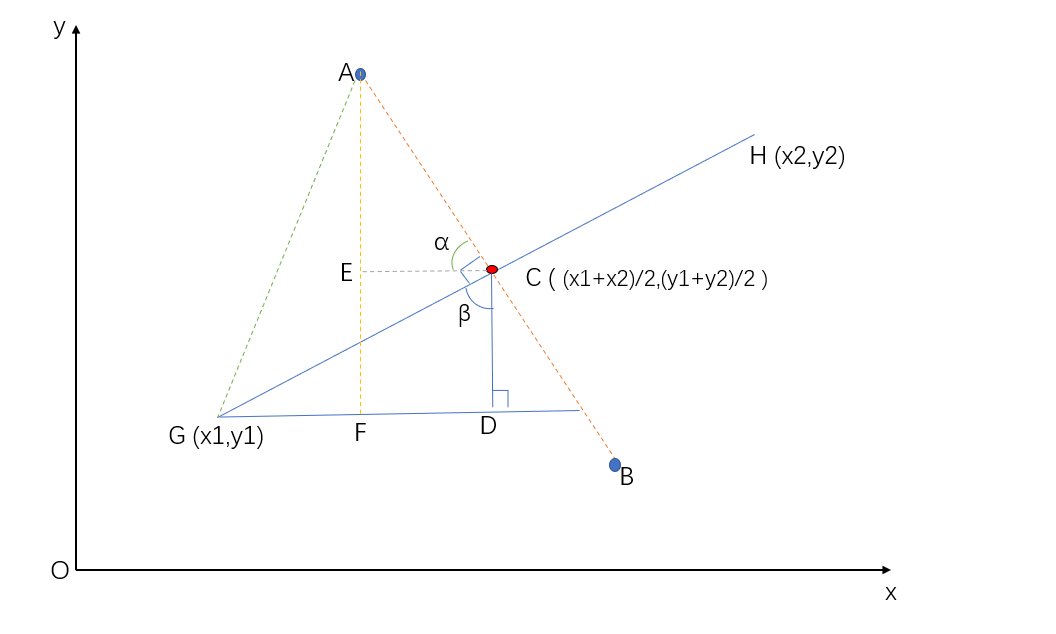 y
A
H (x2,y2)
α
E
C ( (x1+x2)/2,(y1+y2)/2 )
β
G (x1,y1)
F
D
B
O
x